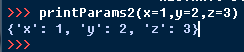 >>> printParams2(x=1,y=2,z=3)
{'x': 1, 'y': 2, 'z': 3}
>>>